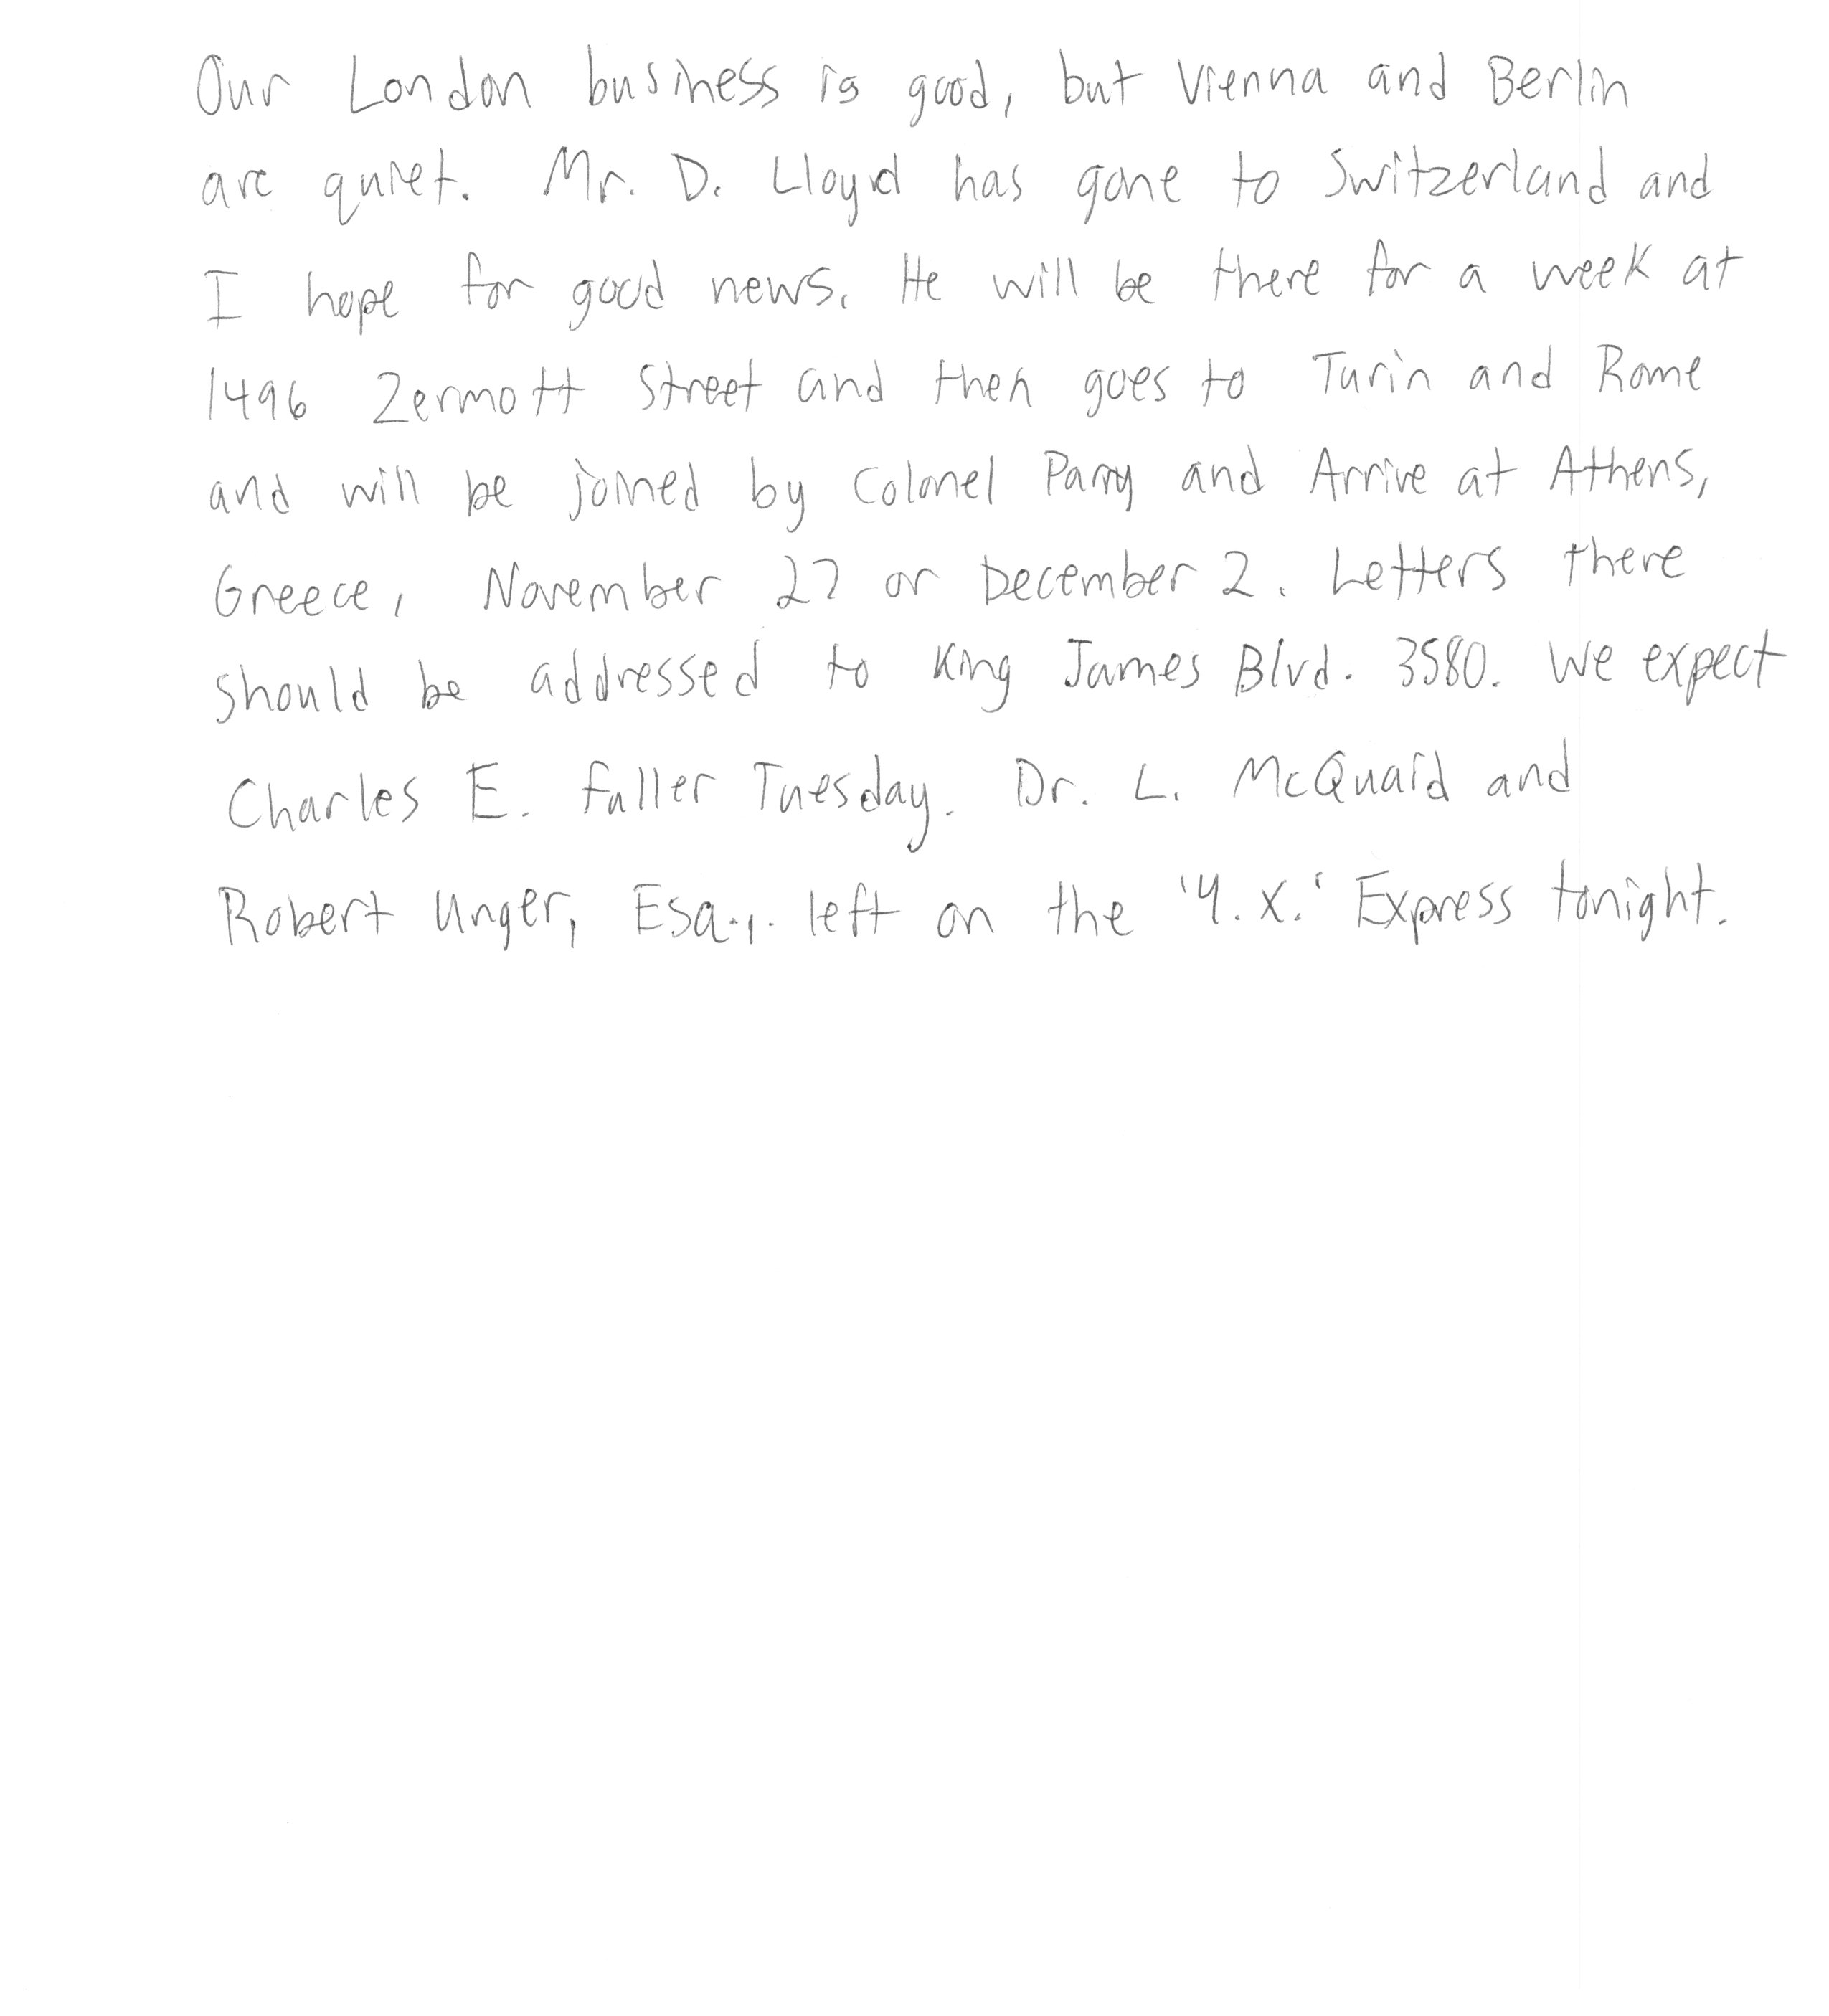 Our London business is good, but Vienna and Berlin
are quiet. Mr. D. Lloyd has gone to Switzerland and
I hope for good news. He will be there for a week at
1496 Zermott Street and then goes to Turin and Rome
and will be joined by Colonel Parry and Arrive at Athens,
Greece, November 27 or December 2. Letters there
should be addressed to King James Blvd. 3580. We expect
Charles E. Fuller Tuesday. Dr. L. McQuaid and
Robert Unger, Esq., left on the 'Y.X.' Express tonight.